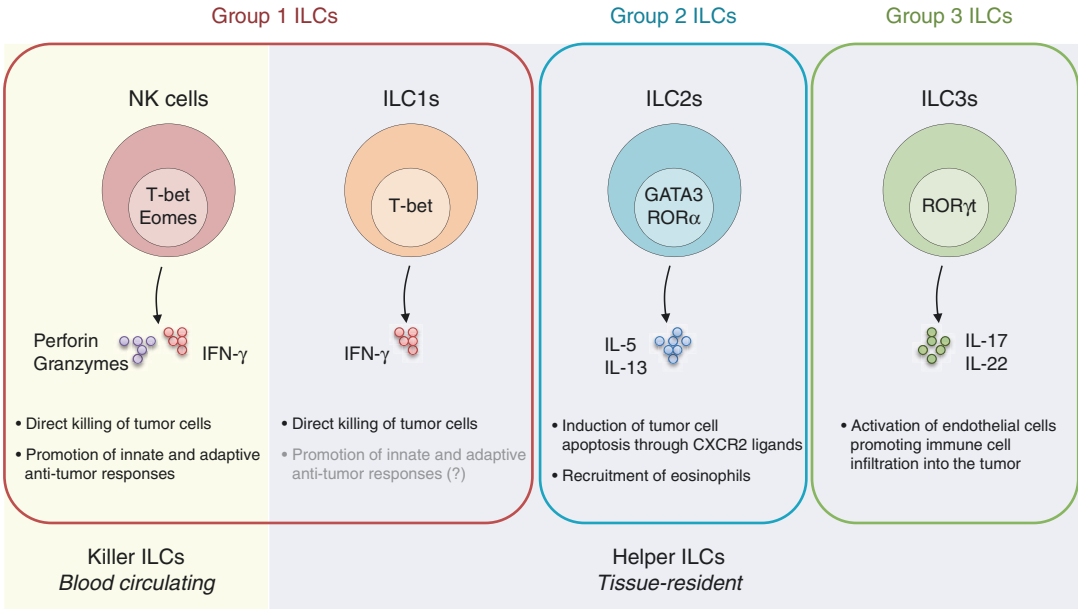 Group 1 ILCs
Group 2 ILCs
Group 3 ILCs
NK cells
T-bet
Eomes
Perforin
Granzymes
IFN-γ
• Direct killing of tumor cells
• Promotion of innate and adaptive
anti-tumor responses
ILC1s
T-bet
IFN-γ
• Direct killing of tumor cells
• Promotion of innate and adaptive
anti-tumor responses (?)
ILC2s
GATA3
RORα
IL-5
IL-13
• Induction of tumor cell
apoptosis through CXCR2 ligands
• Recruitment of eosinophils
ILC3s
RORγt
IL-17
IL-22
• Activation of endothelial cells
promoting immune cell
infiltration into the tumor
Killer ILCs
Blood circulating
Helper ILCs
Tissue-resident